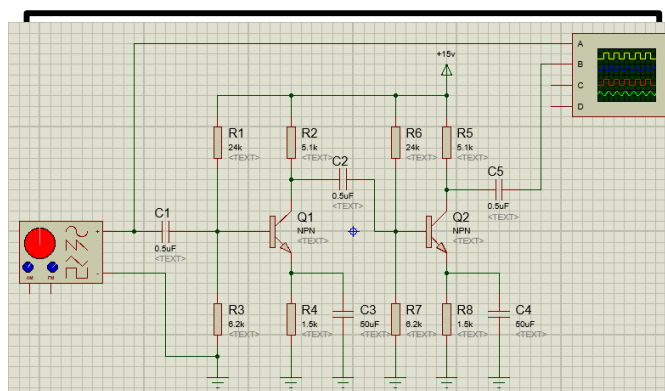 A
B
C
D
+15v
R1
24k
<TEXT>
R2
5.1k
<TEXT>
R6
24k
<TEXT>
R5
5.1k
<TEXT>
C2
0.5uF
<TEXT>
C5
0.5uF
<TEXT>
C1
0.5uF
<TEXT>
Q1
NPN
<TEXT>
Q2
NPN
<TEXT>
+
-
AM
FM
R3
6.2k
<TEXT>
R4
1.5k
<TEXT>
C3
50uF
<TEXT>
R7
6.2k
<TEXT>
R8
1.5k
<TEXT>
C4
50uF
<TEXT>